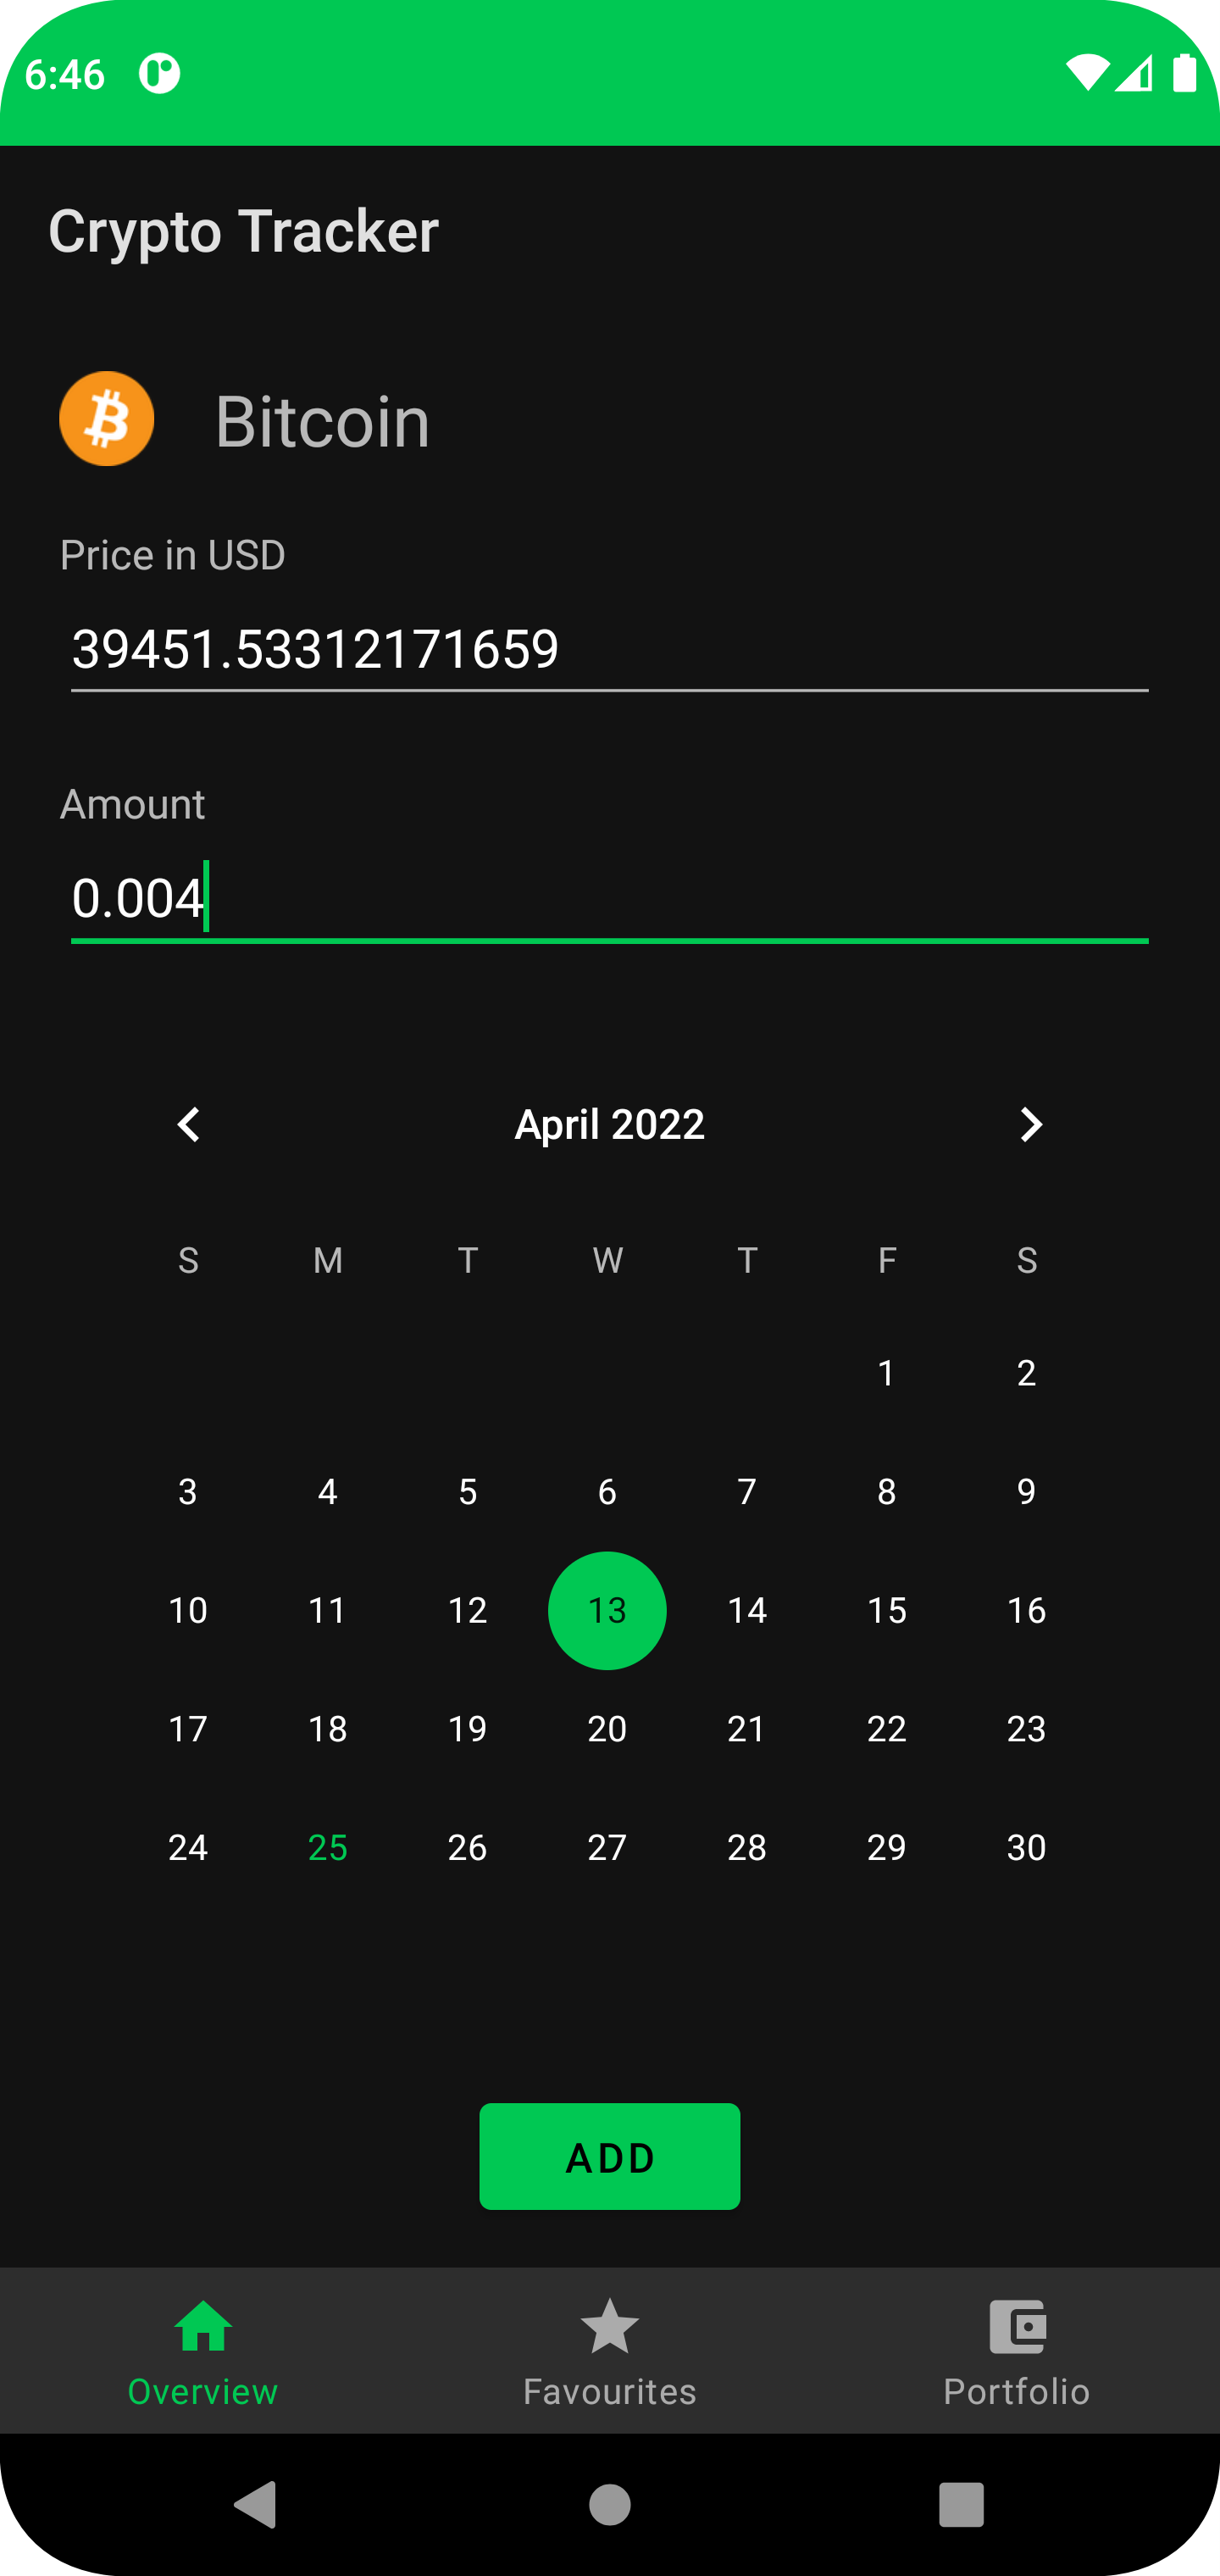 6:46
Crypto Tracker
Bitcoin
Price in USD
39451.53312171659
Amount
0.004
April 2022
S M T W T F S
1 2
3 4 5 6 7 8 9
10 11 12 13 14 15 16
17 18 19 20 21 22 23
24 25 26 27 28 29 30
ADD
Overview Favourites Portfolio